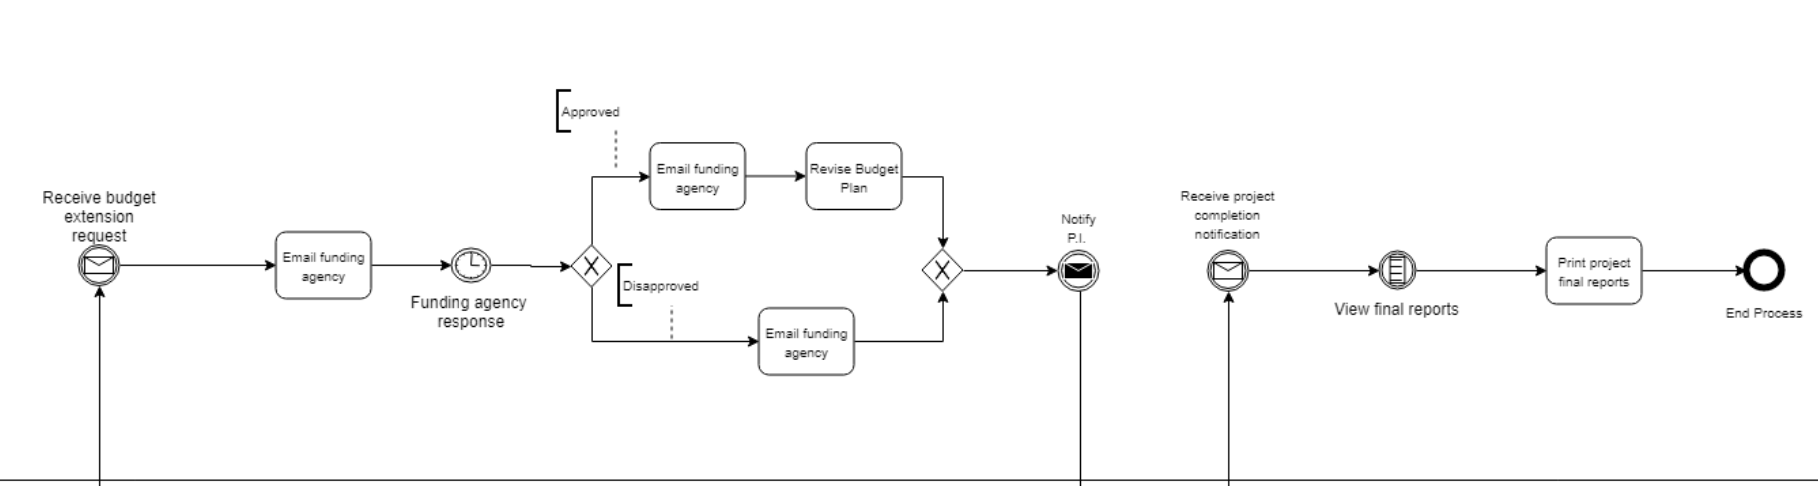 Receive budget
extension
request
Email funding
agency
Funding agency
response
Approved
Disapproved
Email funding
agency
Revise Budget
Plan
Email funding
agency
Notify
P.I.
Receive project
completion
notification
View final reports
Print project
final reports
End Process